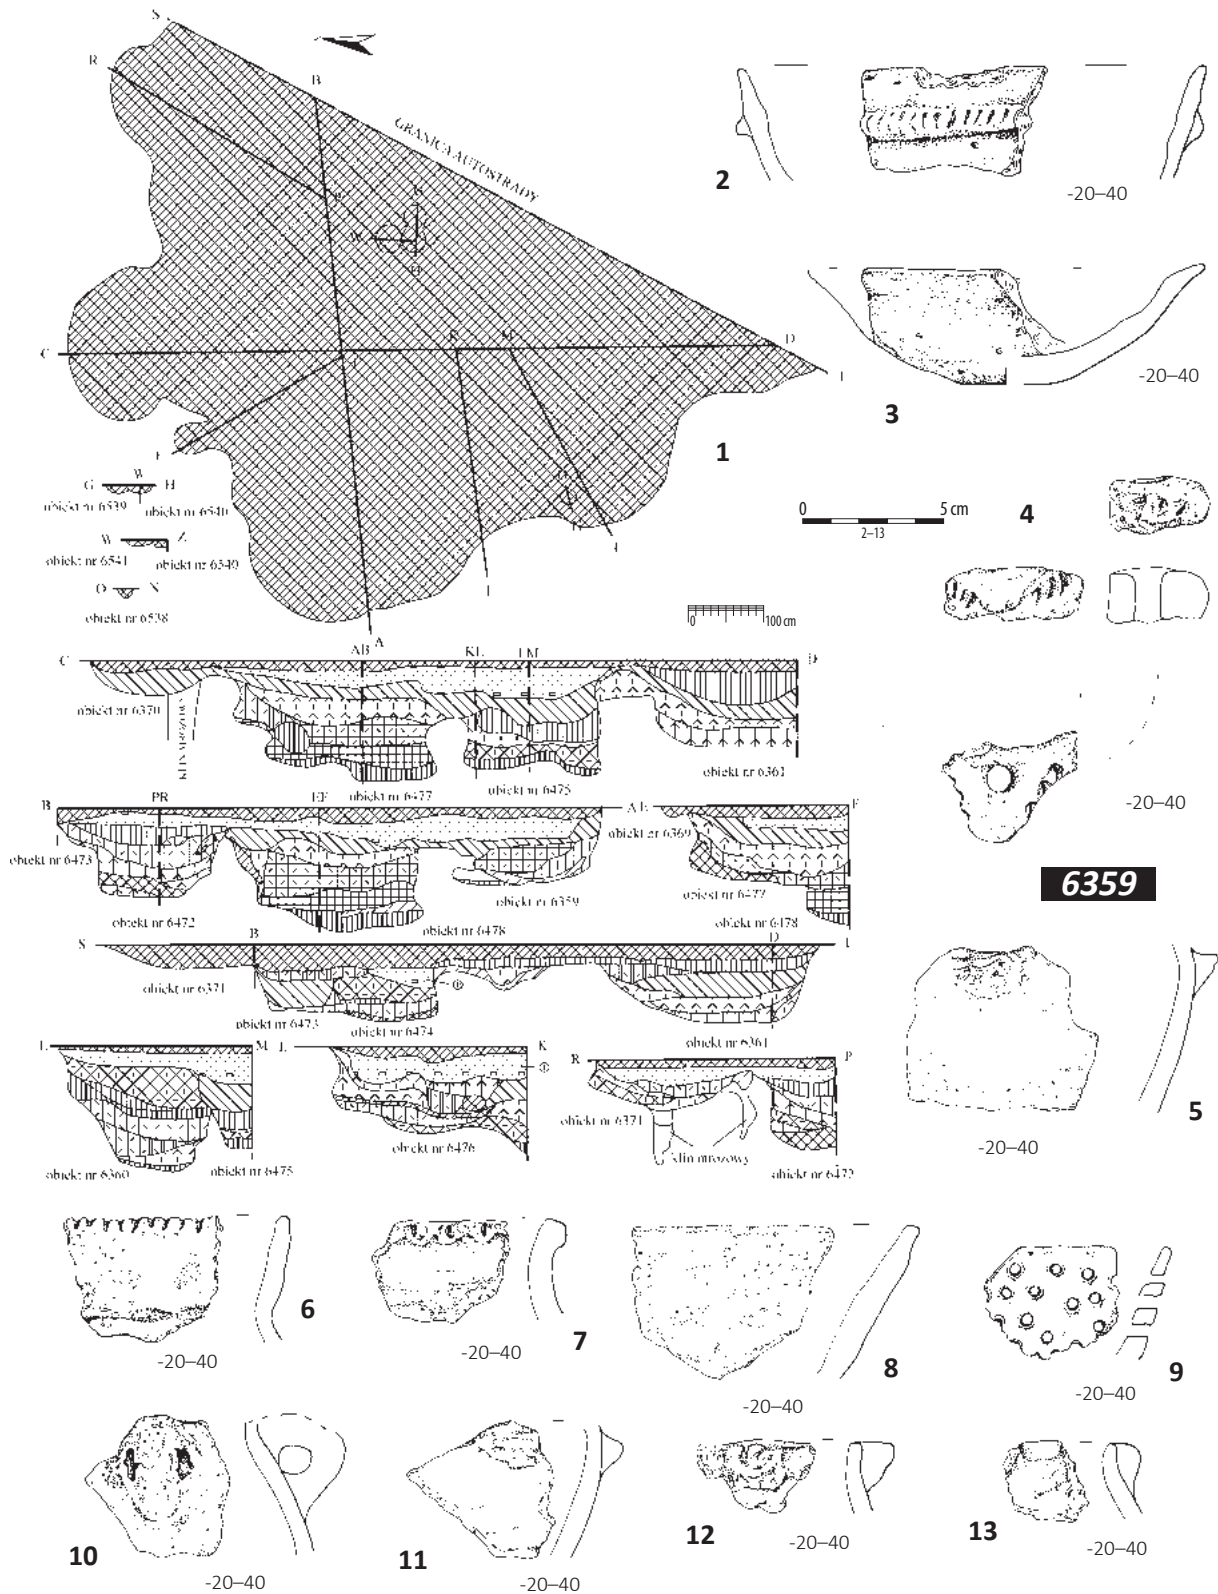 S
R
B
GRANICA AUTOSTRADY
2
-20–40
C
D
3
-20–40
1
G W H
obiekt nr 6539 obiekt nr 6540
W Z
obiekt nr 6541 obiekt nr 6540
O N
obiekt nr 6538
0 5 cm
2–13
4
0 100 cm
A
C AB KL LM D
obiekt nr 6370
obiekt nr 6477
obiekt nr 6475
obiekt nr 6361
-20–40
B PR EF A E F
obiekt nr 6473
obiekt nr 6472
obiekt nr 6478
obiekt nr 6359
obiekt nr 6369
obiekt nr 6477
obiekt nr 6478
6359
S B D I
obiekt nr 6371
obiekt nr 6473
obiekt nr 6474
obiekt nr 6361
5
-20–40
L M K R P
obiekt nr 6360
obiekt nr 6475
obiekt nr 6476
obiekt nr 6371
klin mrozowy
obiekt nr 6472
6
-20–40
7
-20–40
8
-20–40
9
-20–40
10
-20–40
11
-20–40
12
-20–40
13
-20–40